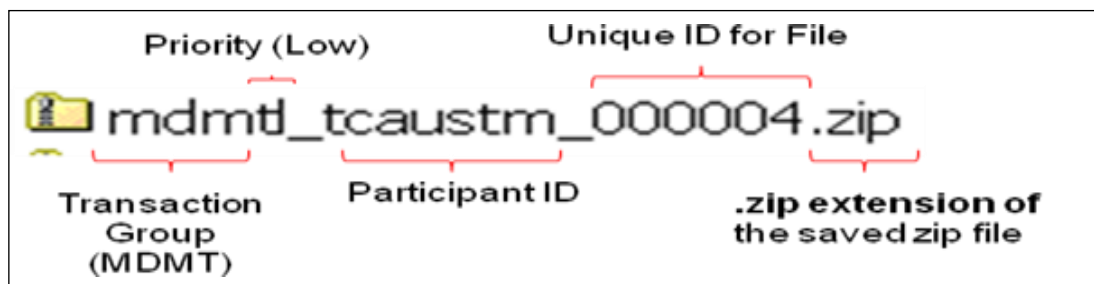 Priority (Low)
Unique ID for File
mdmtl_tcaustm_000004.zip
Transaction
Group
(MDMT)
Participant ID
.zip extension of
the saved zip file